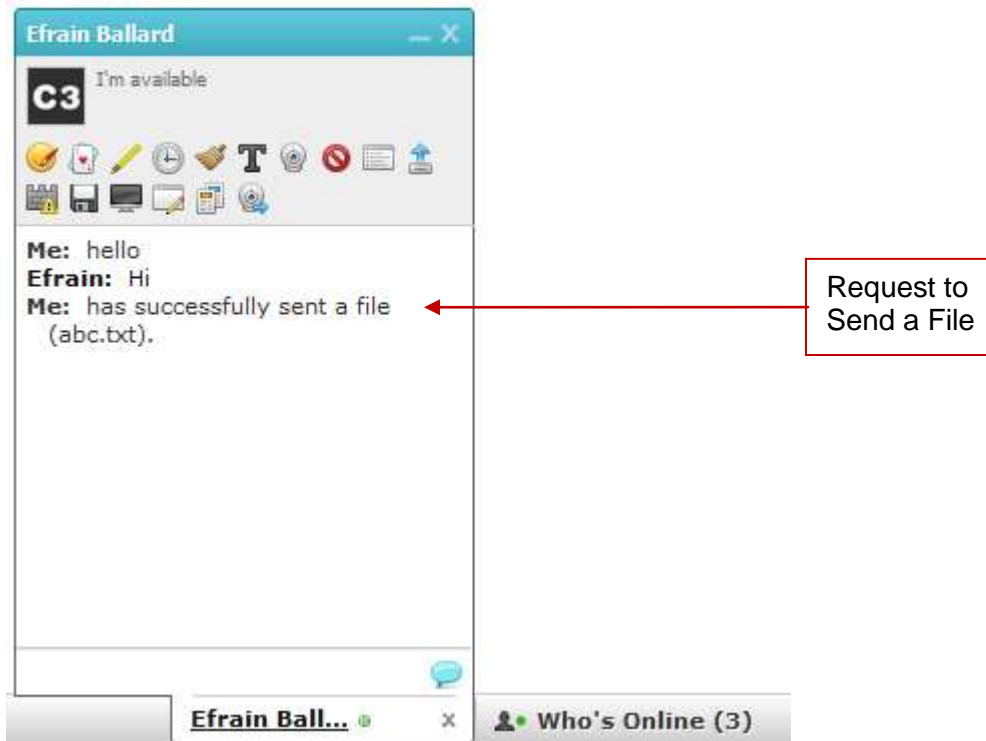 Efrain Ballard
C3
I'm available
T
Me: hello
Efrain: Hi
Me: has successfully sent a file
(abc.txt).
Request to
Send a File
Efrain Ball...
x
Who's Online (3)